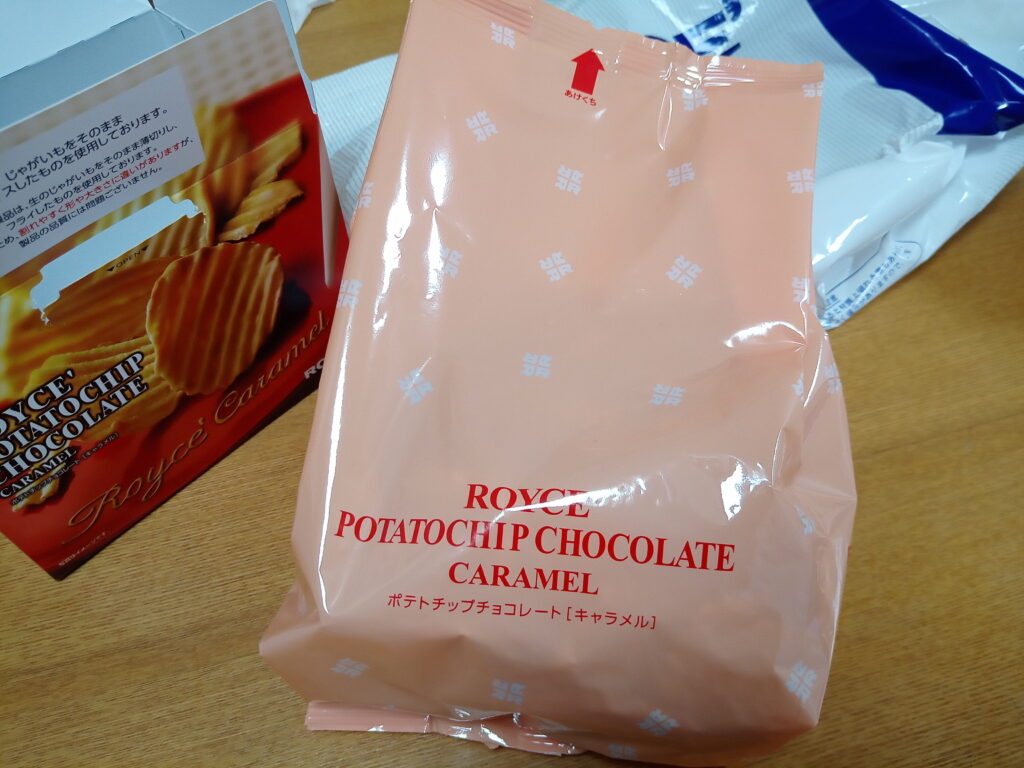 じゃがいもをそのまま
スしたものを使用しております。
製品は、生のじゃがいもをそのまま薄切りし、
フライしたものを使用しております。
ため、割れやすく形や大きさに違いがありますが、
製品の品質には問題ございません。
▼OPEN▼
OYCE'
POTATOCHIP
CHOCOLATE
CARAMEL
Royce' Caramel
あけくち
ROYCE
POTATOCHIP CHOCOLATE
CARAMEL
ポテトチップチョコレート[キャラメル]